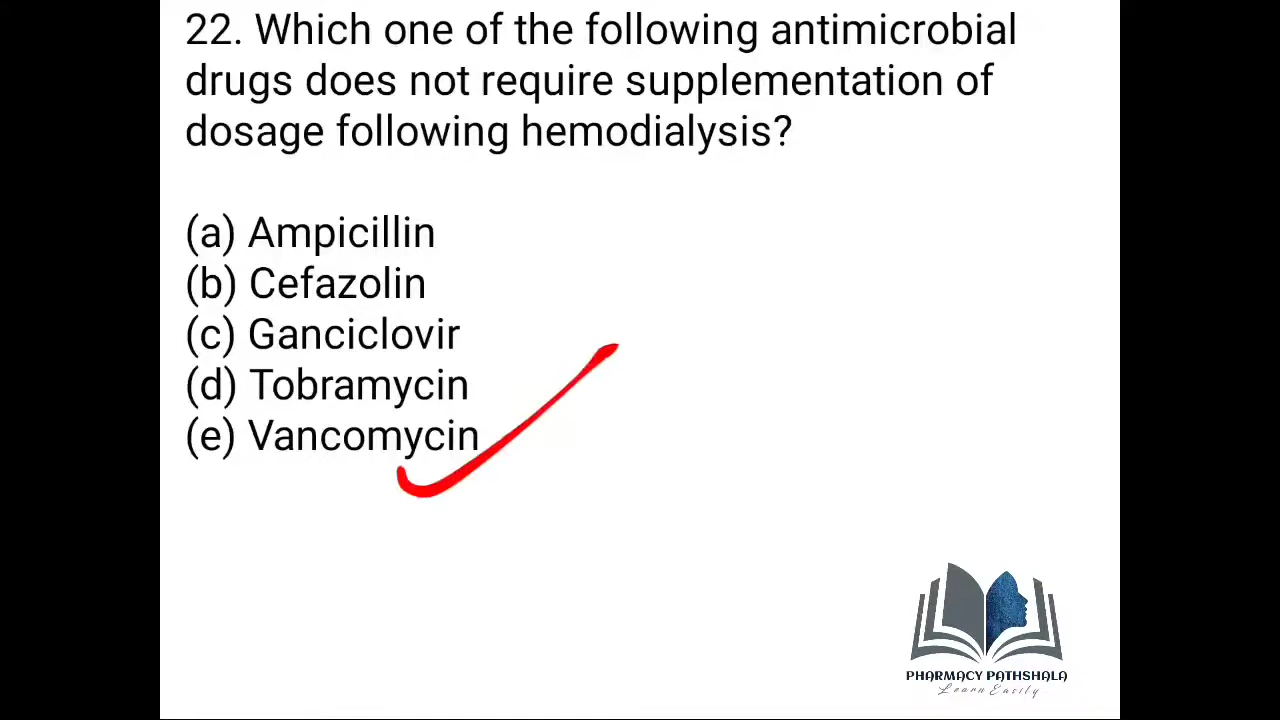 22. Which one of the following antimicrobial
drugs does not require supplementation of
dosage following hemodialysis?
(a) Ampicillin
(b) Cefazolin
(c) Ganciclovir
(d) Tobramycin
(e) Vancomycin
PHARMACY PATHSHALA
Learn Easily